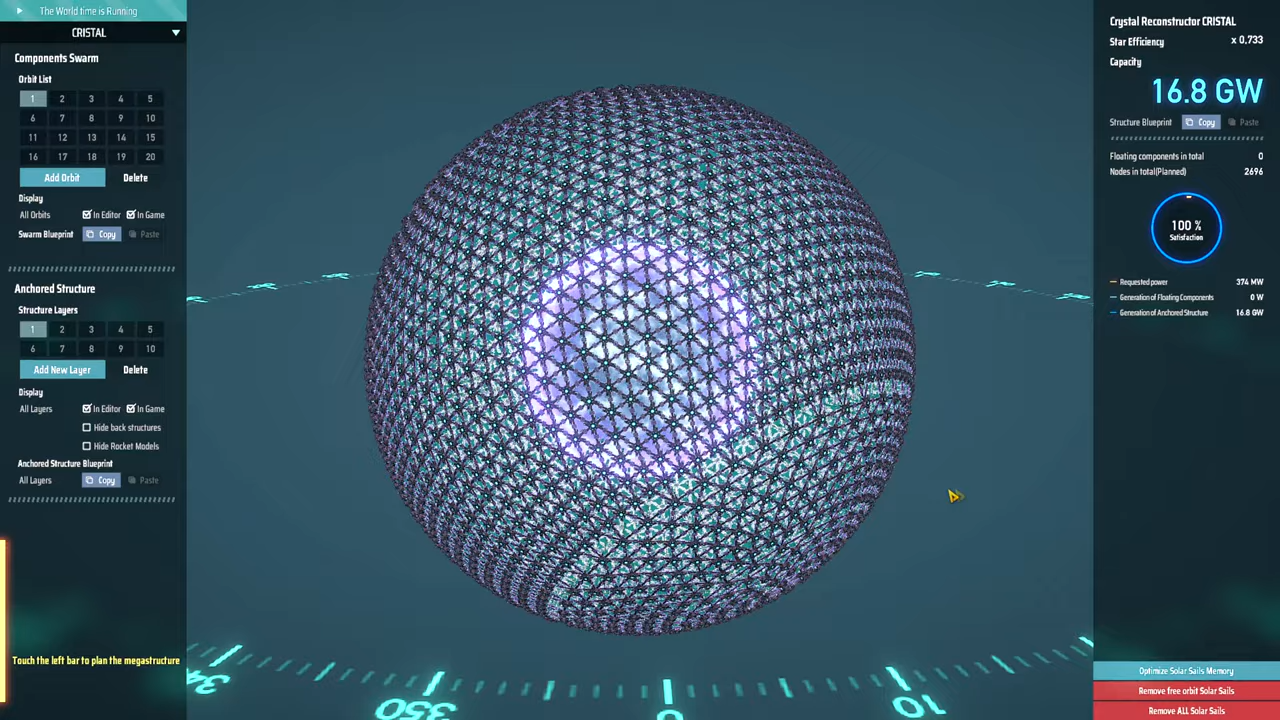 The World time is Running
CRISTAL
Components Swarm
Orbit List
1 2 3 4 5
6 7 8 9 10
11 12 13 14 15
16 17 18 19 20
Add Orbit Delete
Display
All Orbits In Editor In Game
Swarm Blueprint Copy Paste
Anchored Structure
Structure Layers
1 2 3 4 5
6 7 8 9 10
Add New Layer Delete
Display
All Layers In Editor In Game
Hide back structures
Hide Rocket Models
Anchored Structure Blueprint
All Layers Copy Paste
Touch the left bar to plan the megastructure
350
0
10
Crystal Reconstructor CRISTAL
Star Efficiency x 0,733
Capacity
16.8 GW
Structure Blueprint Copy Paste
Floating components in total 0
Nodes in total(Planned) 2696
100 %
Satisfaction
Requested power 374 MW
Generation of Floating Components 0 W
Generation of Anchored Structure 16.8 GW
Optimize Solar Sails Memory
Remove free orbit Solar Sails
Remove ALL Solar Sails